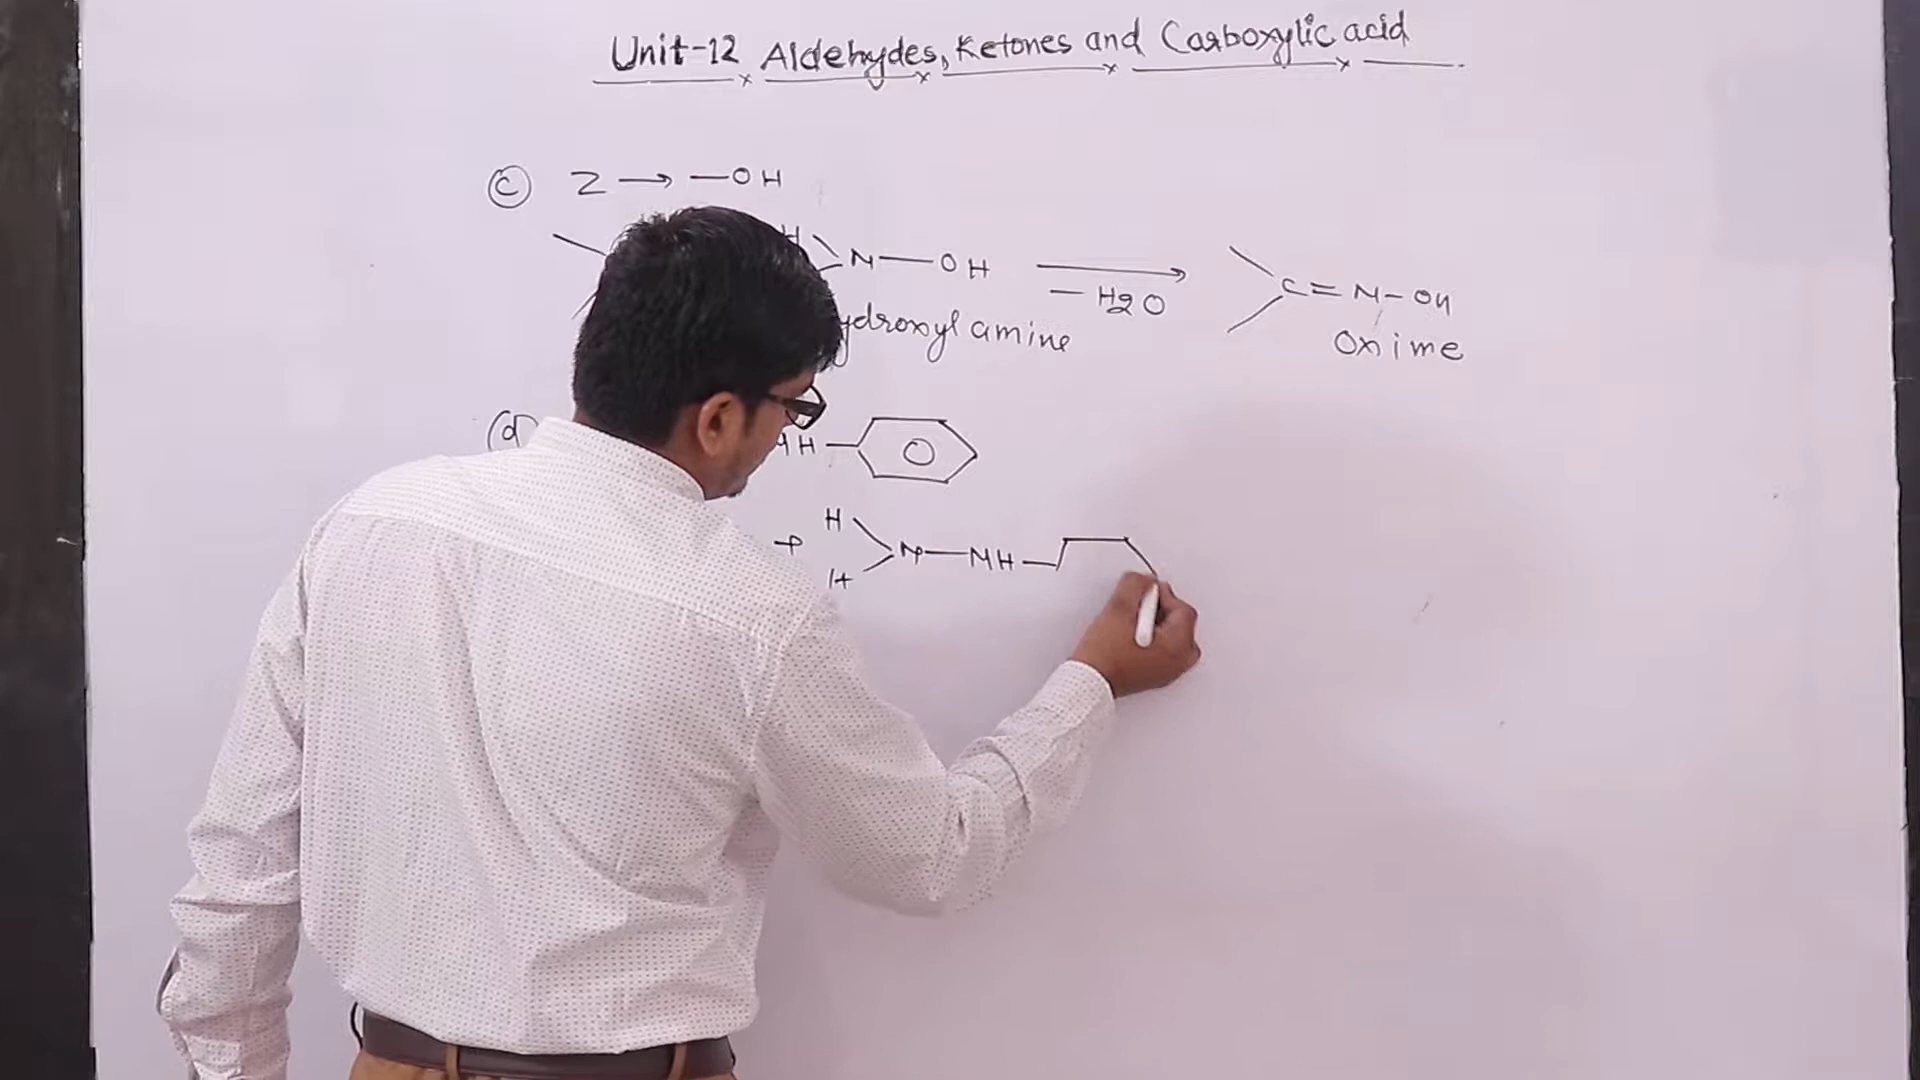 Unit-12 Aldehydes, Ketones and Carboxylic acid
(c) Z → —OH
H N—OH → C=N-OH
—H2O
ydroxyl amine Oxime
(d) H
H
+ N—NH—
H